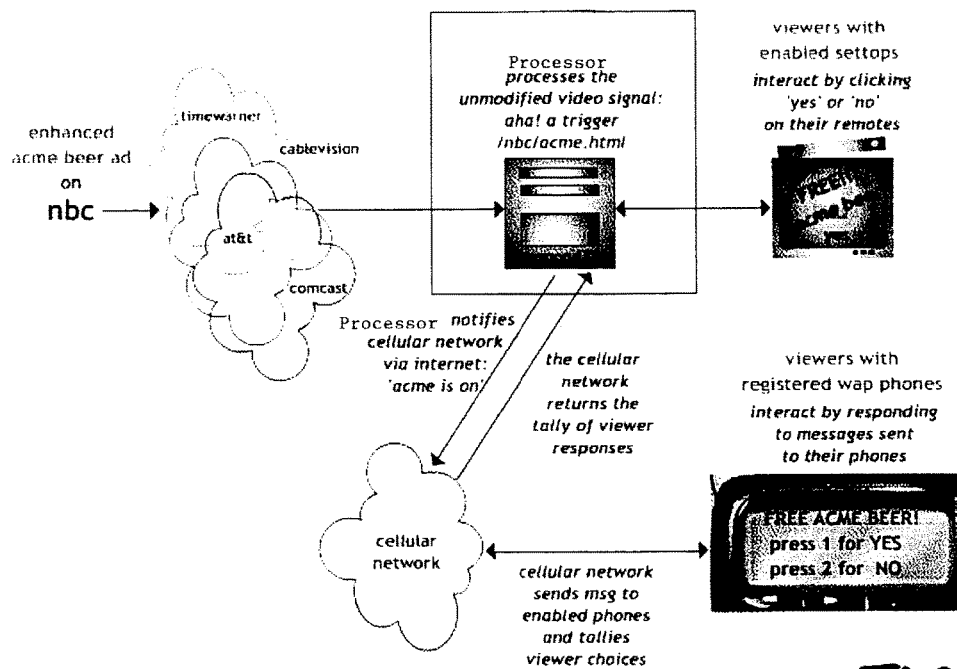 enhanced
acme beer ad
on
nbc
timewarner
cablevision
at&t
comcast
Processor
processes the
unmodified video signal:
aha! a trigger
/nbc/acme.html
viewers with
enabled settops
interact by clicking
'yes' or 'no'
on their remotes
FREE!!!
acme bee
yes
Processor notifies
cellular network
via internet:
'acme is on'
the cellular
network
returns the
tally of viewer
responses
viewers with
registered wap phones
interact by responding
to messages sent
to their phones
cellular
network
cellular network
sends msg to
enabled phones
and tallies
viewer choices
FREE ACME BEER!
press 1 for YES
press 2 for NO